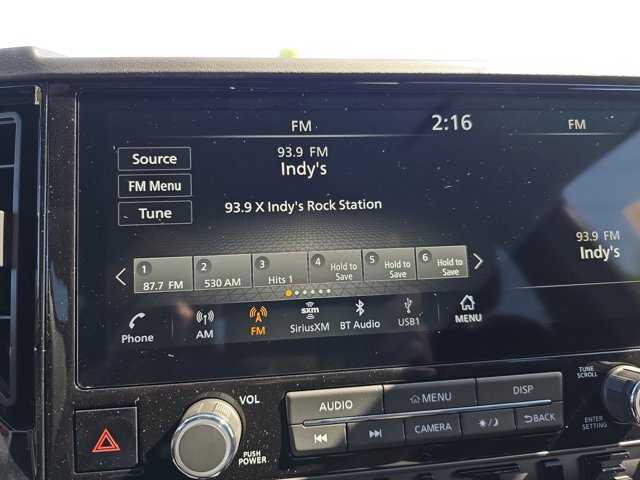 FM
2:16
FM
Source
FM Menu
Tune
93.9 FM
Indy's
93.9 X Indy's Rock Station
93.9 FM
Indy's
1
87.7 FM
2
530 AM
3
Hits 1
4
Hold to
Save
5
Hold to
Save
6
Hold to
Save
Phone
AM
FM
sxm
SiriusXM
BT Audio
USB1
MENU
VOL
PUSH
POWER
AUDIO
MENU
DISP
CAMERA
BACK
TUNE
SCROLL
ENTER
SETTING